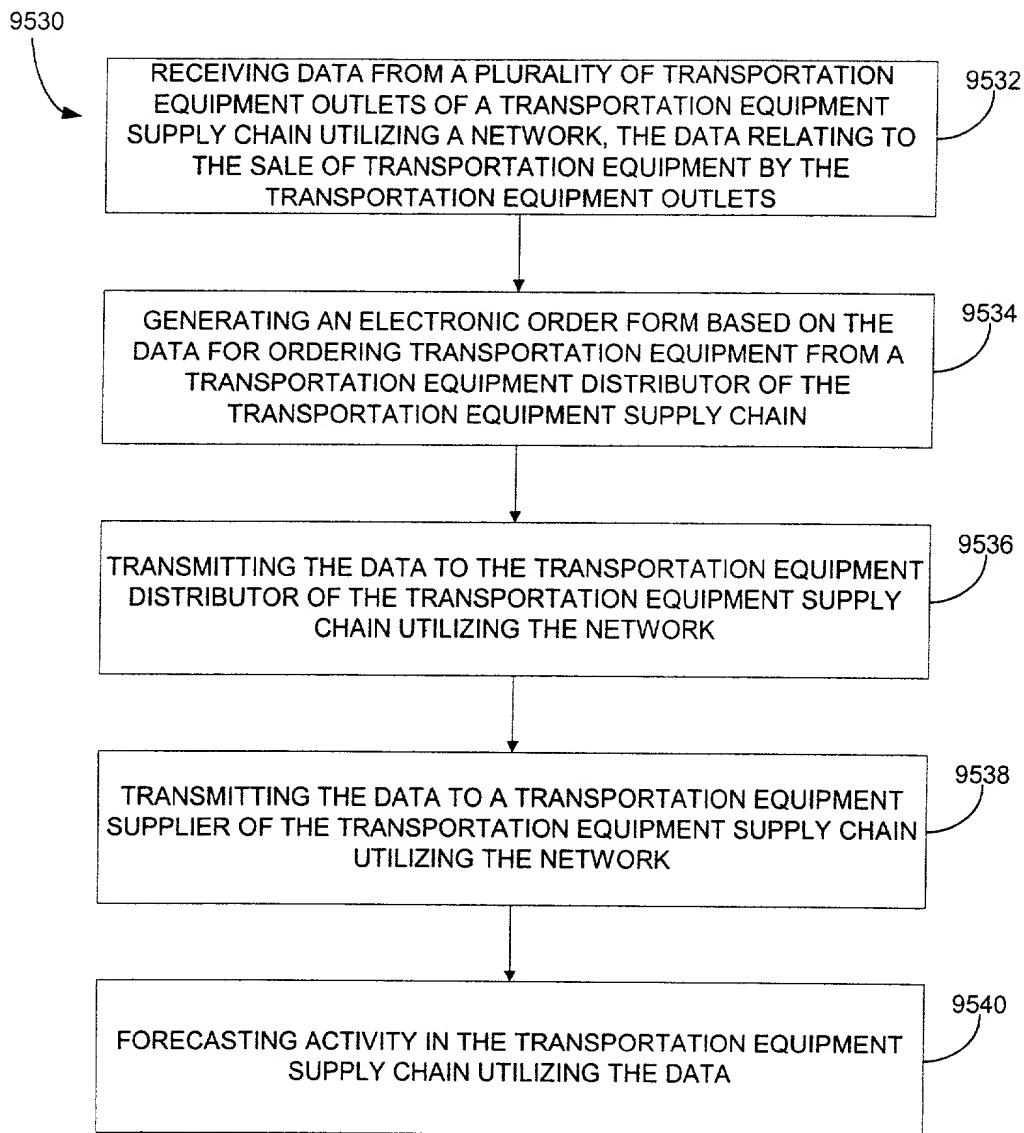 9530
RECEIVING DATA FROM A PLURALITY OF TRANSPORTATION
EQUIPMENT OUTLETS OF A TRANSPORTATION EQUIPMENT
SUPPLY CHAIN UTILIZING A NETWORK, THE DATA RELATING TO
THE SALE OF TRANSPORTATION EQUIPMENT BY THE
TRANSPORTATION EQUIPMENT OUTLETS
9532
GENERATING AN ELECTRONIC ORDER FORM BASED ON THE
DATA FOR ORDERING TRANSPORTATION EQUIPMENT FROM A
TRANSPORTATION EQUIPMENT DISTRIBUTOR OF THE
TRANSPORTATION EQUIPMENT SUPPLY CHAIN
9534
TRANSMITTING THE DATA TO THE TRANSPORTATION EQUIPMENT
DISTRIBUTOR OF THE TRANSPORTATION EQUIPMENT SUPPLY
CHAIN UTILIZING THE NETWORK
9536
TRANSMITTING THE DATA TO A TRANSPORTATION EQUIPMENT
SUPPLIER OF THE TRANSPORTATION EQUIPMENT SUPPLY CHAIN
UTILIZING THE NETWORK
9538
FORECASTING ACTIVITY IN THE TRANSPORTATION EQUIPMENT
SUPPLY CHAIN UTILIZING THE DATA
9540